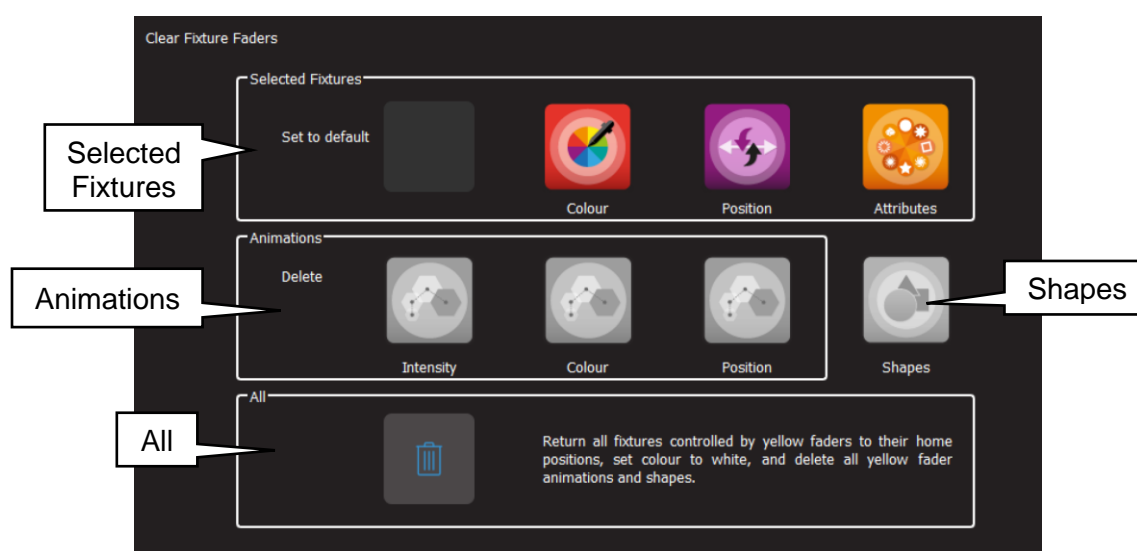 Clear Fixture Faders
Selected Fixtures
Set to default
Selected
Fixtures
Colour
Position
Attributes
Animations
Delete
Animations
Shapes
Intensity
Colour
Position
Shapes
All
All
Return all fixtures controlled by yellow faders to their home
positions, set colour to white, and delete all yellow fader
animations and shapes.